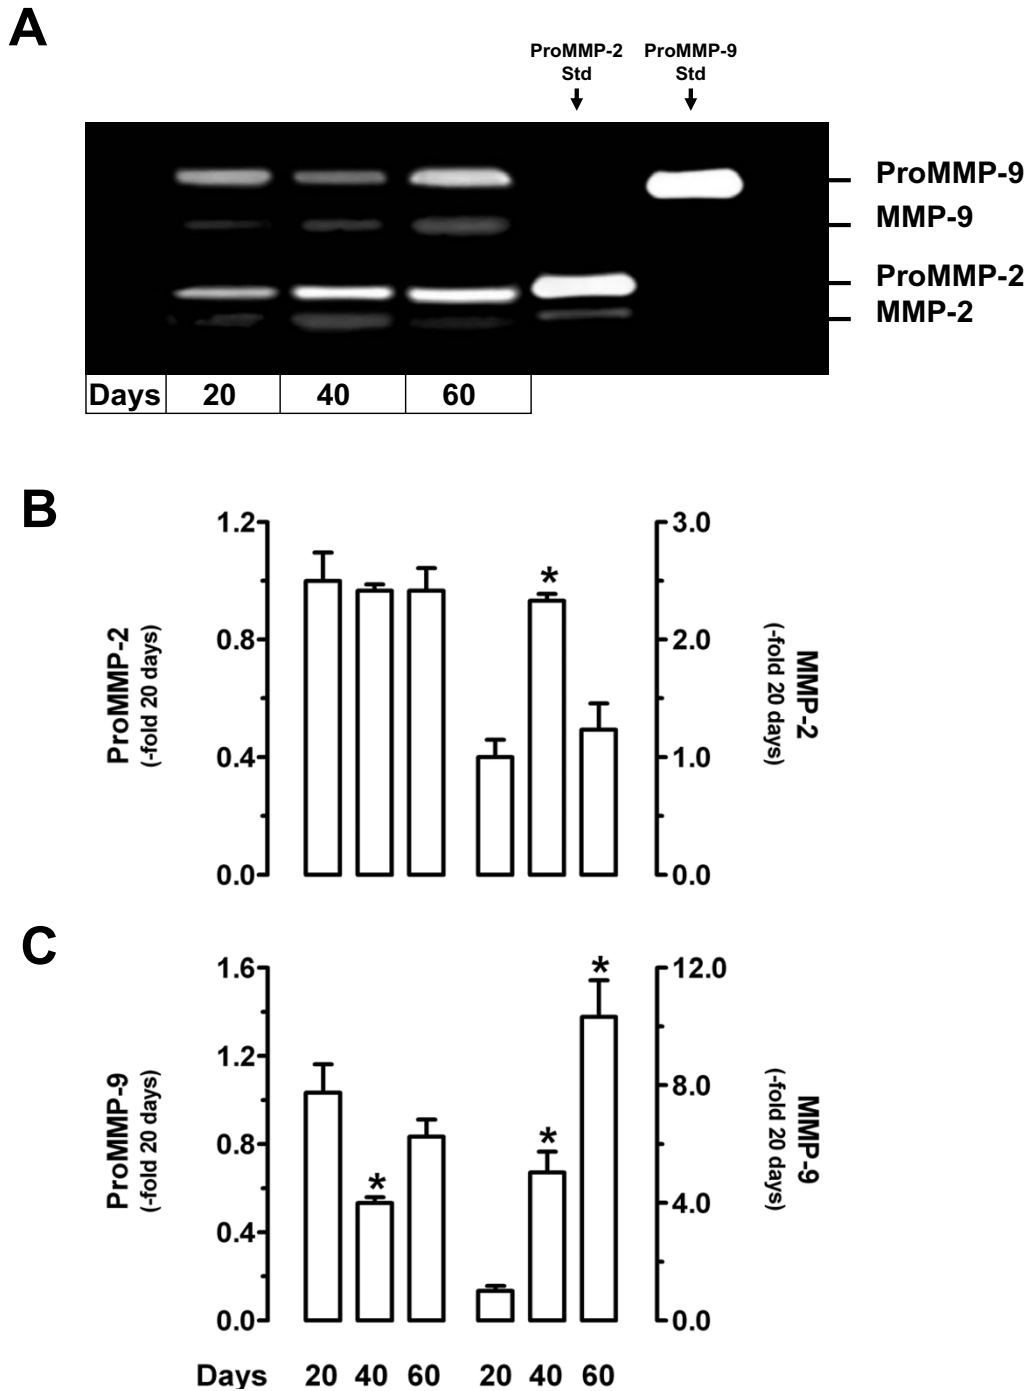 A
ProMMP-2 ProMMP-9
Std Std
ProMMP-9
MMP-9
ProMMP-2
MMP-2
Days 20 40 60
B
1.2
0.8
0.4
0.0
ProMMP-2
(-fold 20 days)
*
3.0
2.0
1.0
0.0
MMP-2
(-fold 20 days)
C
1.6
1.2
0.8
0.4
0.0
ProMMP-9
(-fold 20 days)
*
*
*
12.0
8.0
4.0
0.0
MMP-9
(-fold 20 days)
Days 20 40 60 20 40 60